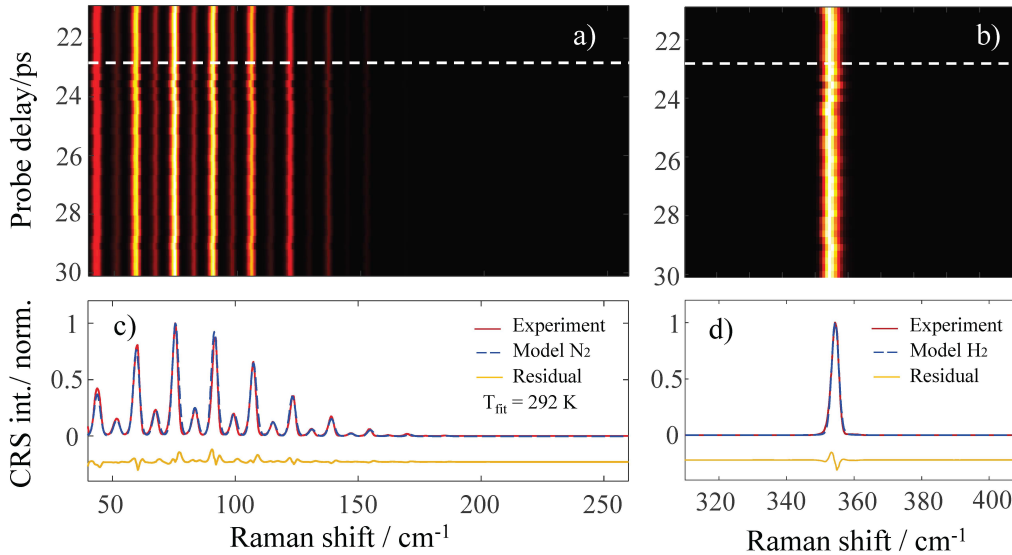 22
24
26
28
30
Probe delay/ps
a)
22
24
26
28
30
b)
1
0.5
0
CRS int./ norm.
c)
Experiment
Model N2
Residual
Tfit = 292 K
50
100
150
200
250
Raman shift / cm-1
1
0.5
0
d)
Experiment
Model H2
Residual
320
340
360
380
400
Raman shift / cm-1